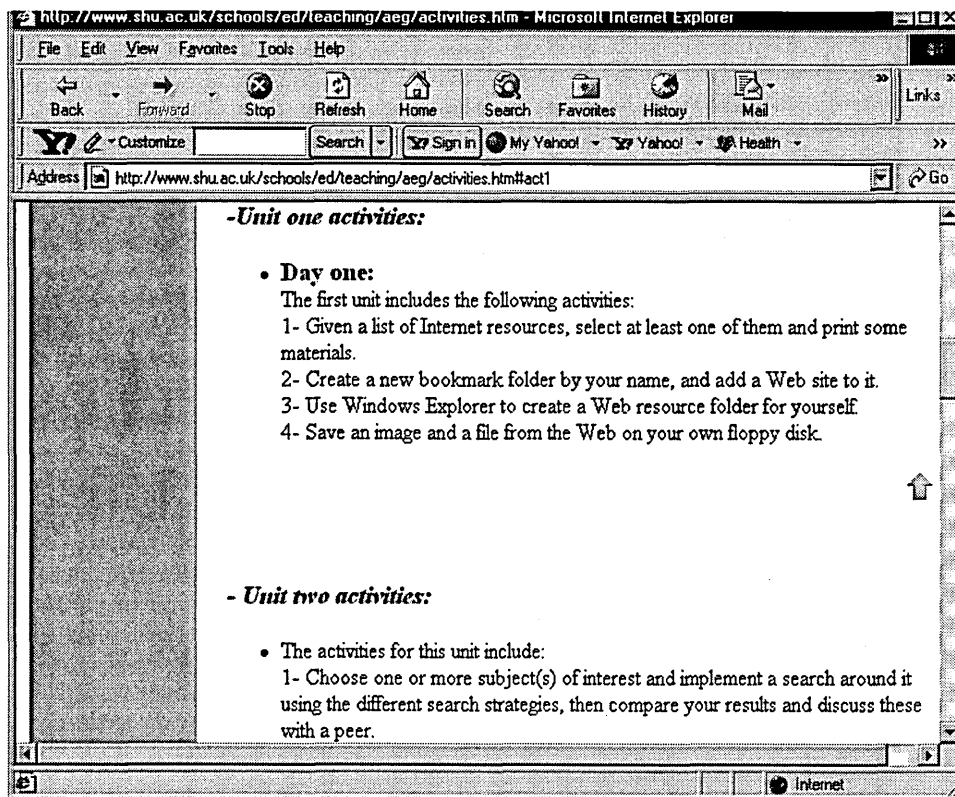 http://www.shu.ac.uk/schools/ed/teaching/aeg/activities.htm - Microsoft Internet Explorer
File Edit View Favorites Tools Help
Back Forward Stop Refresh Home Search Favorites History Mail » Links »
Y! Customize Search Sign in My Yahoo! Yahoo! Health »
Address http://www.shu.ac.uk/schools/ed/teaching/aeg/activities.htm#act1 Go
-Unit one activities:
• Day one:
The first unit includes the following activities:
1- Given a list of Internet resources, select at least one of them and print some
materials.
2- Create a new bookmark folder by your name, and add a Web site to it.
3- Use Windows Explorer to create a Web resource folder for yourself.
4- Save an image and a file from the Web on your own floppy disk.
- Unit two activities:
• The activities for this unit include:
1- Choose one or more subject(s) of interest and implement a search around it
using the different search strategies, then compare your results and discuss these
with a peer.
Internet